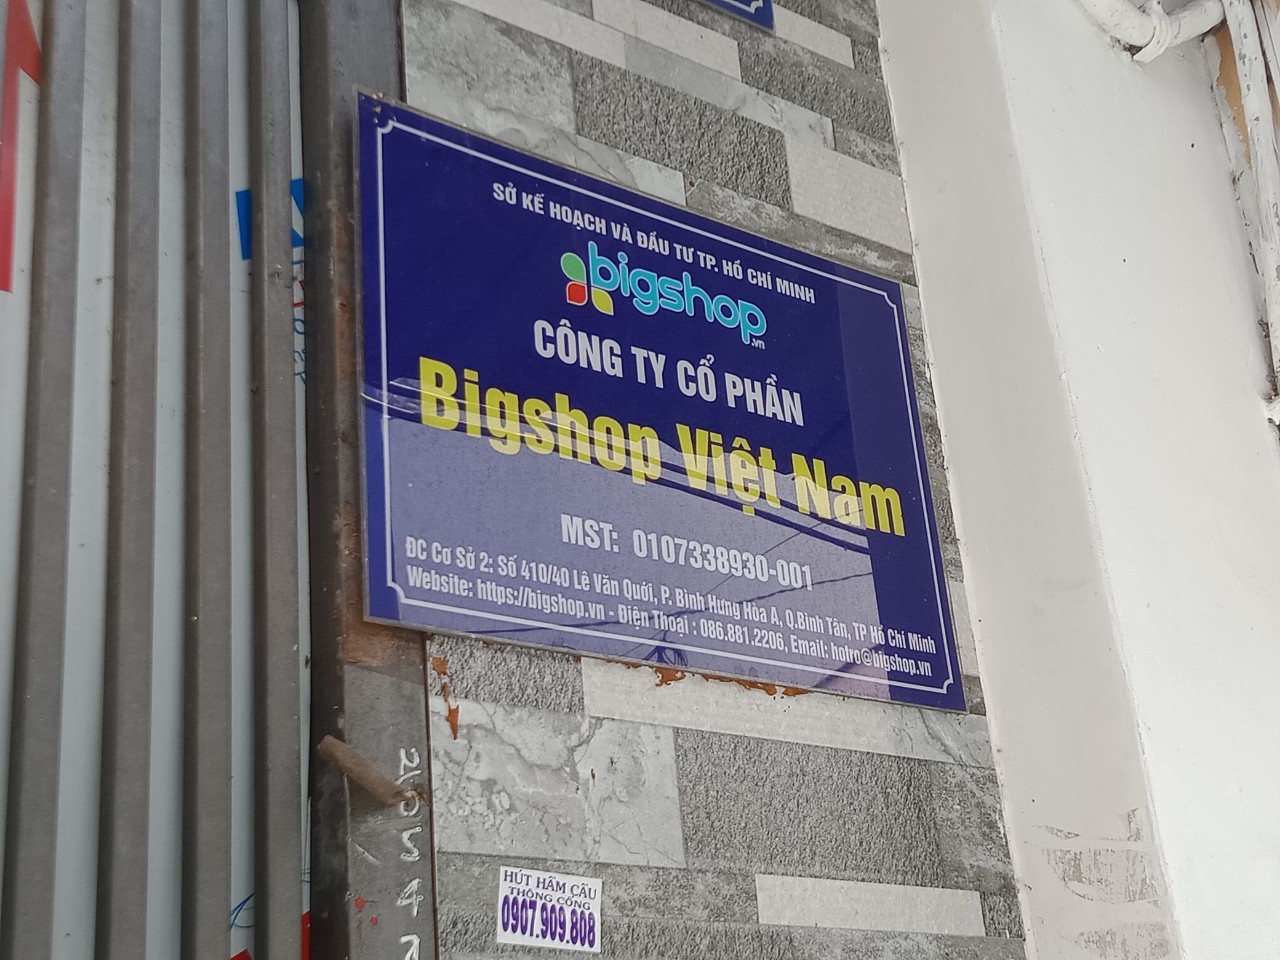 SỞ KẾ HOẠCH VÀ ĐẦU TƯ TP. HỒ CHÍ MINH
bigshop
.vn
CÔNG TY CỔ PHẦN
Bigshop Việt Nam
MST: 0107338930-001
ĐC Cơ Sở 2: Số 410/40 Lê Văn Quới, P. Bình Hưng Hòa A, Q.Bình Tân, TP Hồ Chí Minh
Website: https://bigshop.vn - Điện Thoại : 086.881.2206, Email: hotro@bigshop.vn
HÚT HẦM CẦU
THÔNG CỐNG
0907.909.808